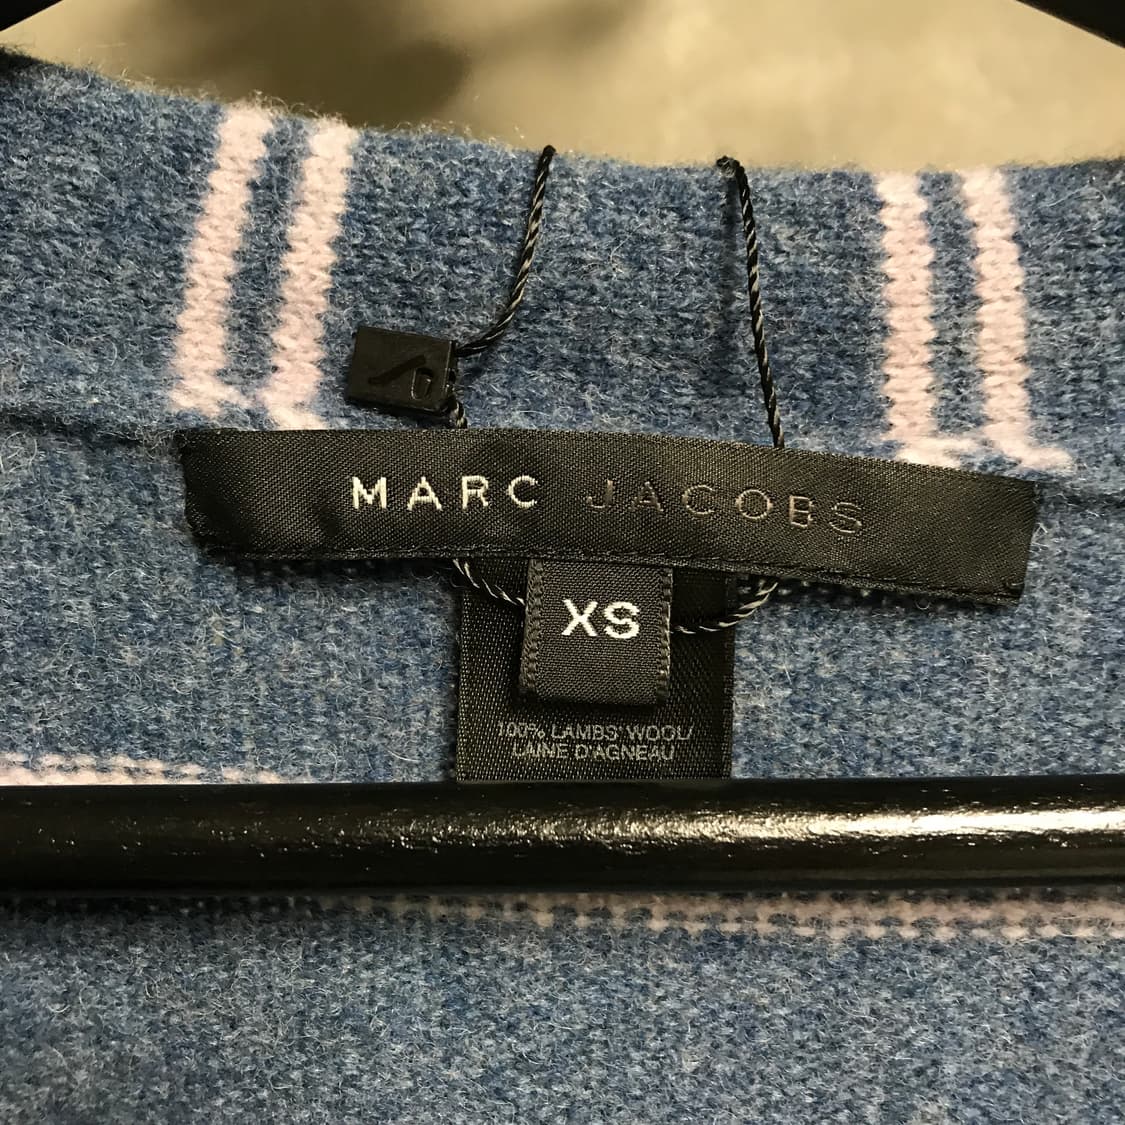 MARC JACOBS
XS
100% LAMBS' WOOL/
LAINE D'AGNEAU